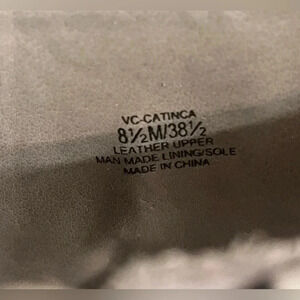 VC-CATINCA
8½M/38½
LEATHER UPPER
MAN MADE LINING/SOLE
MADE IN CHINA